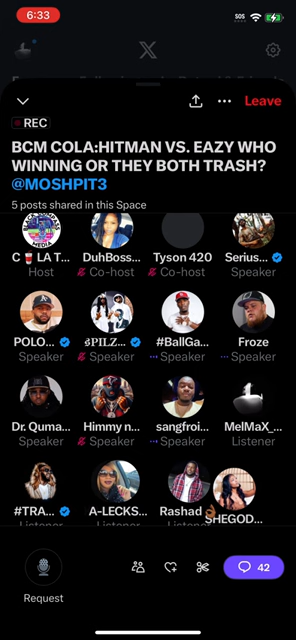 6:33
SOS
REC
Leave
BCM COLA:HITMAN VS. EAZY WHO
WINNING OR THEY BOTH TRASH?
@MOSHPIT3
5 posts shared in this Space
C🥤LA T... DuhBoss... Tyson 420 Serius...
Host Co-host Co-host Speaker
POLO... $PILZ... #BallGa... Froze
Speaker Speaker Speaker Speaker
Dr. Quma... Himmy n... sangfroi... MelMaX_...
Speaker Speaker Speaker Listener
#TRA... A-LECKS... Rashad SHEGOD...
Listener Listener Listener
Request
42